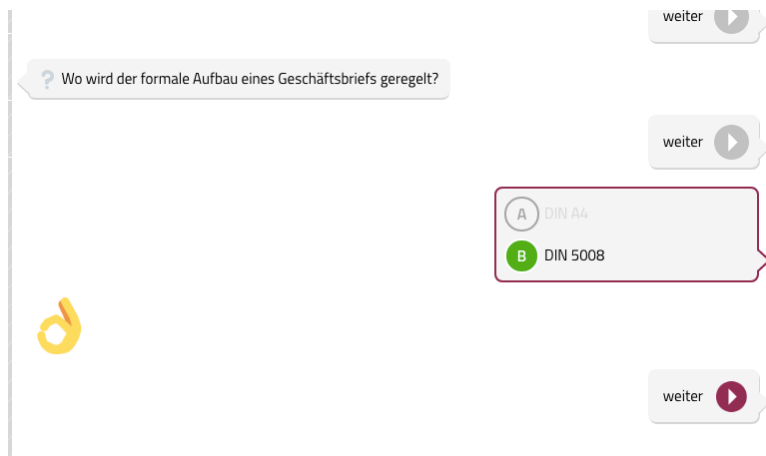 weiter
❔ Wo wird der formale Aufbau eines Geschäftsbriefs geregelt?
weiter
A DIN A4
B DIN 5008
weiter